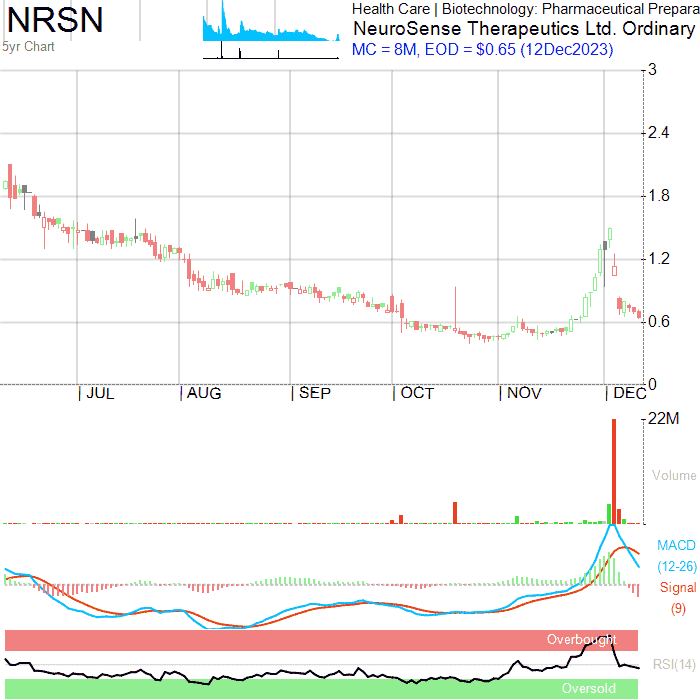 NRSN
5yr Chart
Health Care | Biotechnology: Pharmaceutical Prepara
NeuroSense Therapeutics Ltd. Ordinary
MC = 8M, EOD = $0.65 (12Dec2023)
3
2.4
1.8
1.2
0.6
0
JUL AUG SEP OCT NOV DEC
22M
Volume
MACD
(12-26)
Signal
(9)
Overbought
RSI(14)
Oversold